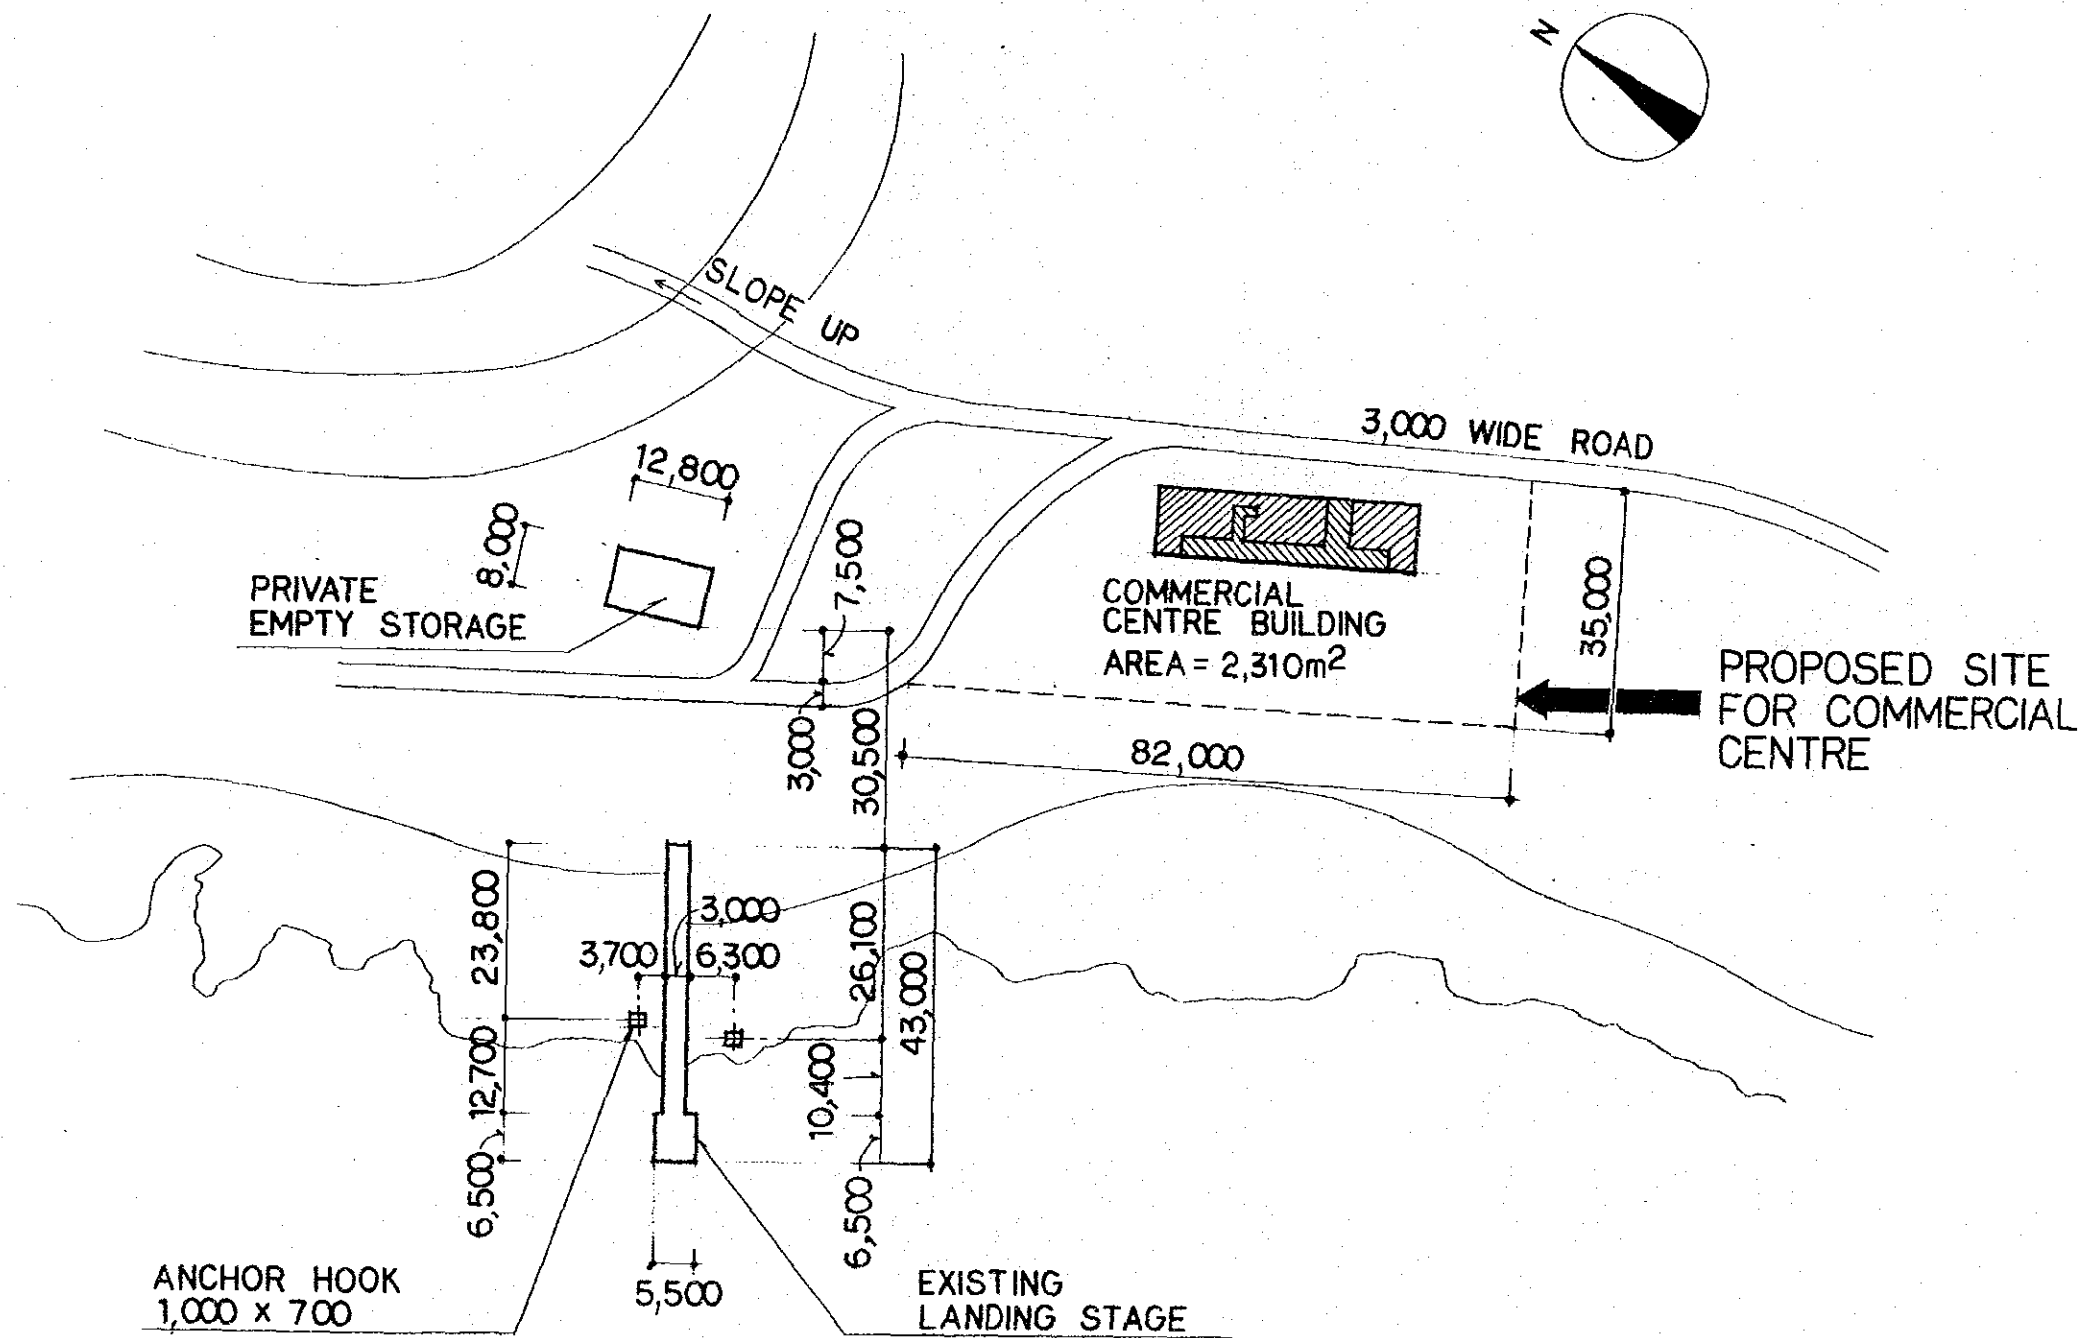 N
SLOPE UP
3,000 WIDE ROAD
12,800
8,000
PRIVATE
EMPTY STORAGE
7,500
COMMERCIAL
CENTRE BUILDING
AREA = 2,310m²
35,000
PROPOSED SITE
FOR COMMERCIAL
CENTRE
3,000
30,500
82,000
23,800
3,000
3,700
6,300
26,100
43,000
12,700
10,400
6,500
6,500
5,500
ANCHOR HOOK
1,000 x 700
EXISTING
LANDING STAGE